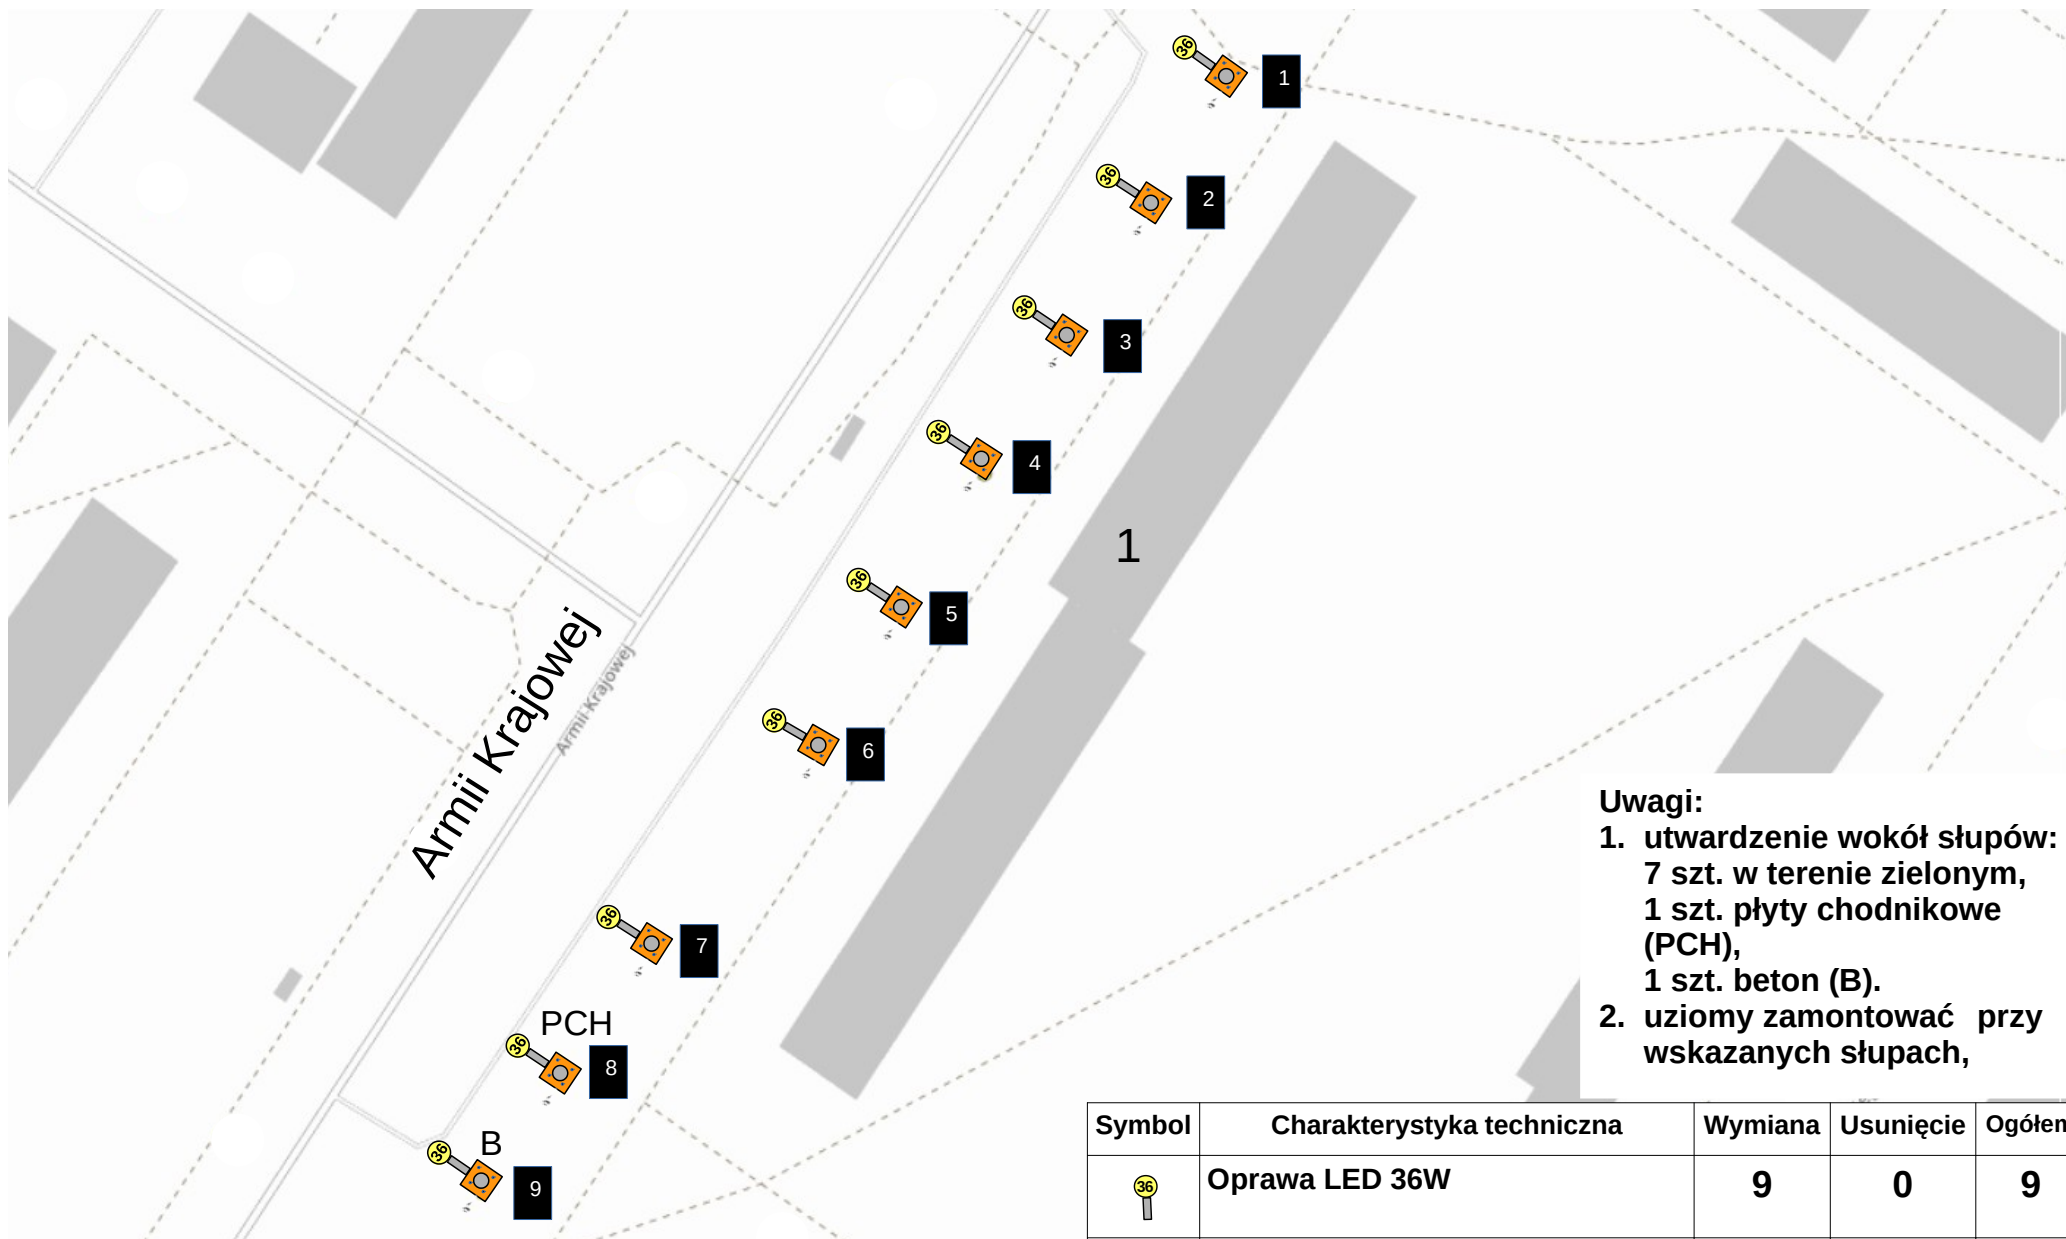 36
1
36
2
36
3
36
4
1
36
5
Armii Krajowej
Armii Krajowej
36
6
36
7
PCH
36
8
B
36
9
Uwagi:
1. utwardzenie wokół słupów:
7 szt. w terenie zielonym,
1 szt. płyty chodnikowe
(PCH),
1 szt. beton (B).
2. uziomy zamontować przy
wskazanych słupach,
Symbol Charakterystyka techniczna Wymiana Usunięcie Ogółem
36 Oprawa LED 36W 9 0 9